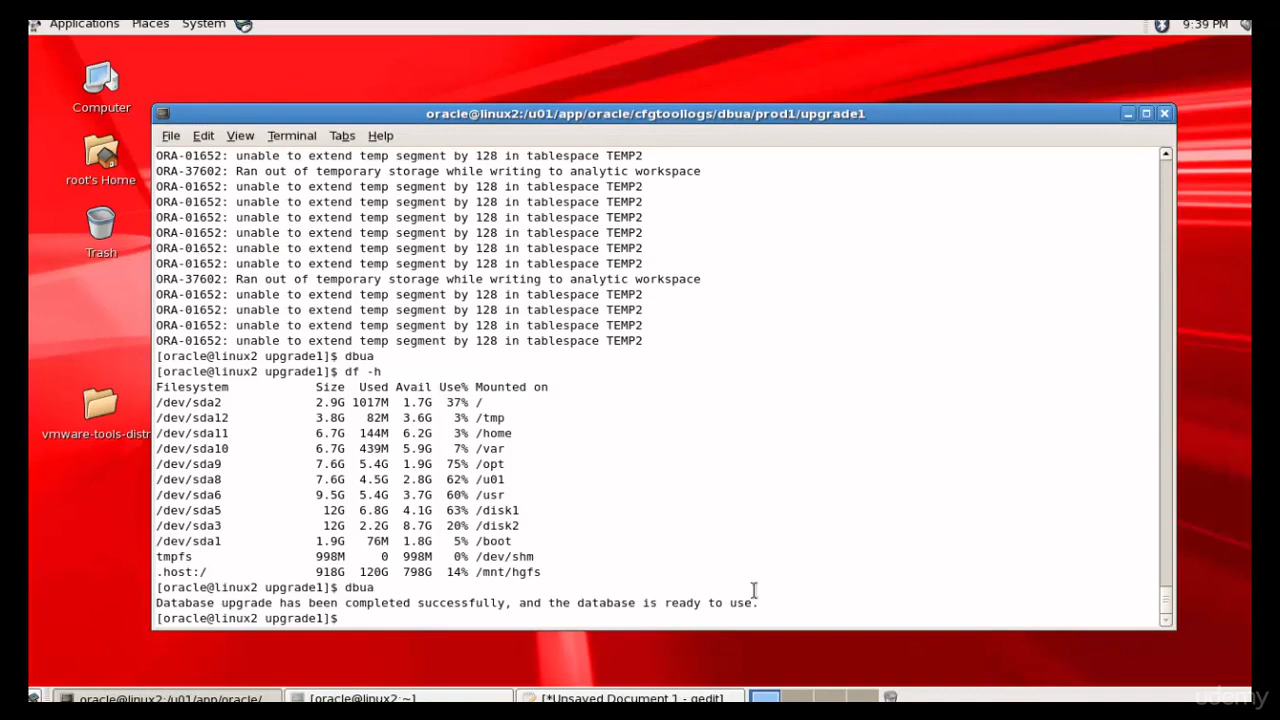 Applications Places System 9:39 PM
Computer
root's Home
Trash
vmware-tools-distr
oracle@linux2:/u01/app/oracle/cfgtoollogs/dbua/prod1/upgrade1
File Edit View Terminal Tabs Help
ORA-01652: unable to extend temp segment by 128 in tablespace TEMP2
ORA-37602: Ran out of temporary storage while writing to analytic workspace
ORA-01652: unable to extend temp segment by 128 in tablespace TEMP2
ORA-01652: unable to extend temp segment by 128 in tablespace TEMP2
ORA-01652: unable to extend temp segment by 128 in tablespace TEMP2
ORA-01652: unable to extend temp segment by 128 in tablespace TEMP2
ORA-01652: unable to extend temp segment by 128 in tablespace TEMP2
ORA-01652: unable to extend temp segment by 128 in tablespace TEMP2
ORA-37602: Ran out of temporary storage while writing to analytic workspace
ORA-01652: unable to extend temp segment by 128 in tablespace TEMP2
ORA-01652: unable to extend temp segment by 128 in tablespace TEMP2
ORA-01652: unable to extend temp segment by 128 in tablespace TEMP2
ORA-01652: unable to extend temp segment by 128 in tablespace TEMP2
[oracle@linux2 upgrade1]$ dbua
[oracle@linux2 upgrade1]$ df -h
Filesystem Size Used Avail Use% Mounted on
/dev/sda2 2.9G 1017M 1.7G 37% /
/dev/sda12 3.8G 82M 3.6G 3% /tmp
/dev/sda11 6.7G 144M 6.2G 3% /home
/dev/sda10 6.7G 439M 5.9G 7% /var
/dev/sda9 7.6G 5.4G 1.9G 75% /opt
/dev/sda8 7.6G 4.5G 2.8G 62% /u01
/dev/sda6 9.5G 5.4G 3.7G 60% /usr
/dev/sda5 12G 6.8G 4.1G 63% /disk1
/dev/sda3 12G 2.2G 8.7G 20% /disk2
/dev/sda1 1.9G 76M 1.8G 5% /boot
tmpfs 998M 0 998M 0% /dev/shm
.host:/ 918G 120G 798G 14% /mnt/hgfs
[oracle@linux2 upgrade1]$ dbua
Database upgrade has been completed successfully, and the database is ready to use.
[oracle@linux2 upgrade1]$
oracle@linux2:/u01/app/oracle/ [oracle@linux2:~] [*Unsaved Document 1 - gedit]
udemy